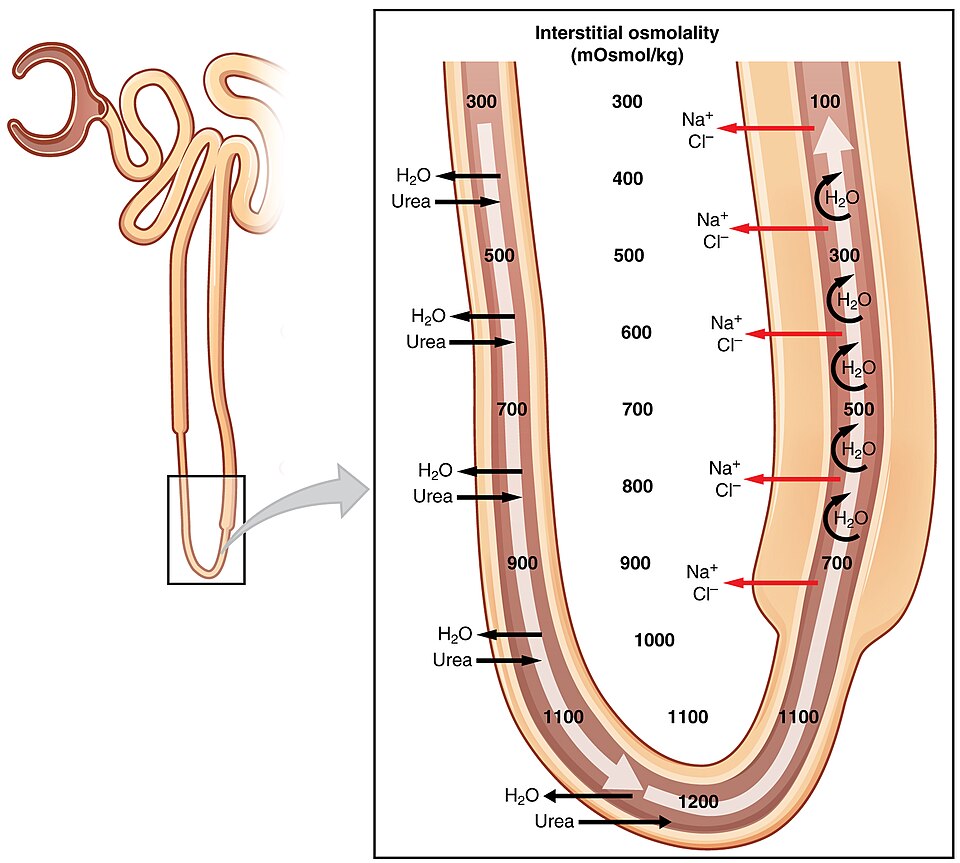 Interstitial osmolality
(mOsmol/kg)
300
300
100
Na⁺
Cl⁻
H₂O
400
Urea
H₂O
Na⁺
Cl⁻
500
500
300
H₂O
H₂O
Na⁺
Cl⁻
600
Urea
H₂O
700
700
500
H₂O
H₂O
Na⁺
Cl⁻
800
Urea
H₂O
900
900
700
Na⁺
Cl⁻
H₂O
1000
Urea
1100
1100
1100
H₂O
1200
Urea